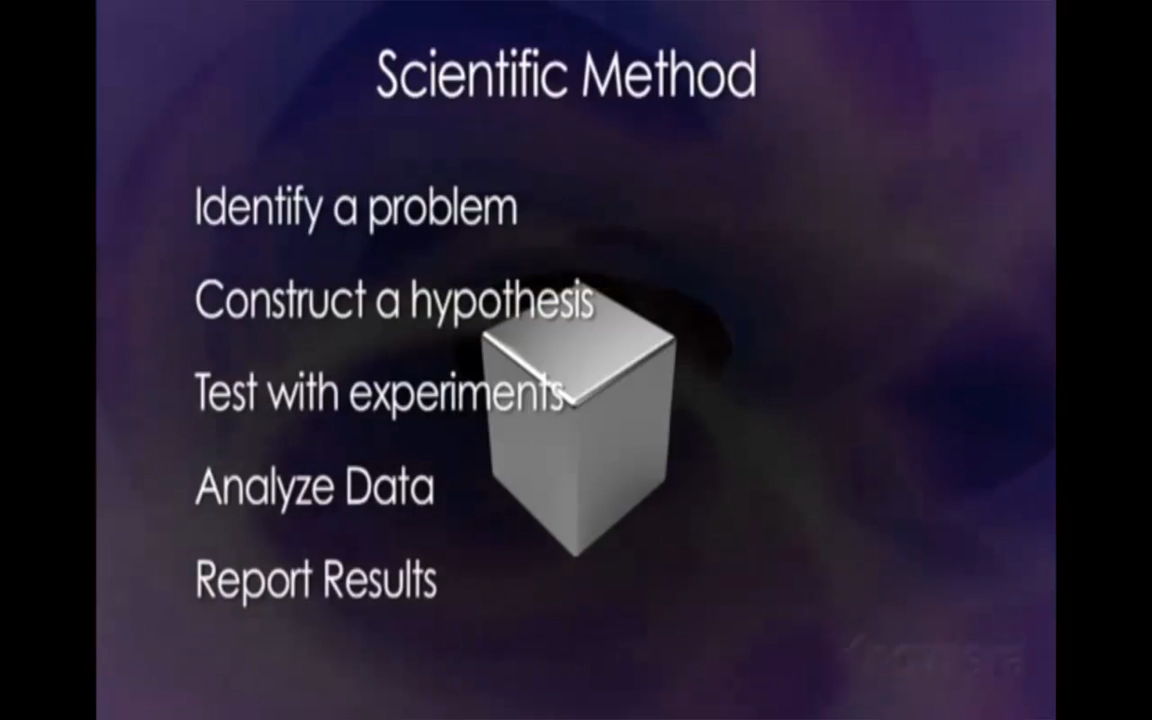 Scientific Method
Identify a problem
Construct a hypothesis
Test with experiments
Analyze Data
Report Results